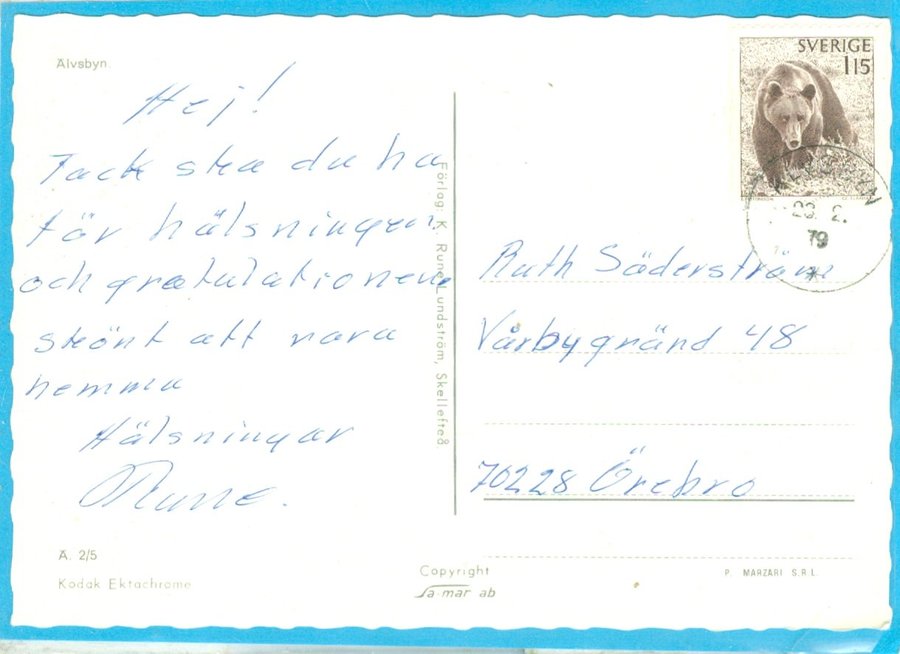 Älvsbyn
Hej!
Tack ska du ha
för hälsningen
och gratulationen
skönt att vara
hemma
Hälsningar
Rune.
Ä. 2/5
Kodak Ektachrome
Förlag: K. Rune Lundström, Skellefteå
Copyright
Sa-mar ab
SVERIGE
115
ÄLVSBYN
79
Ruth Söderström
Vårbygränd 48
70228 Örebro
P. MARZARI S.R.L.